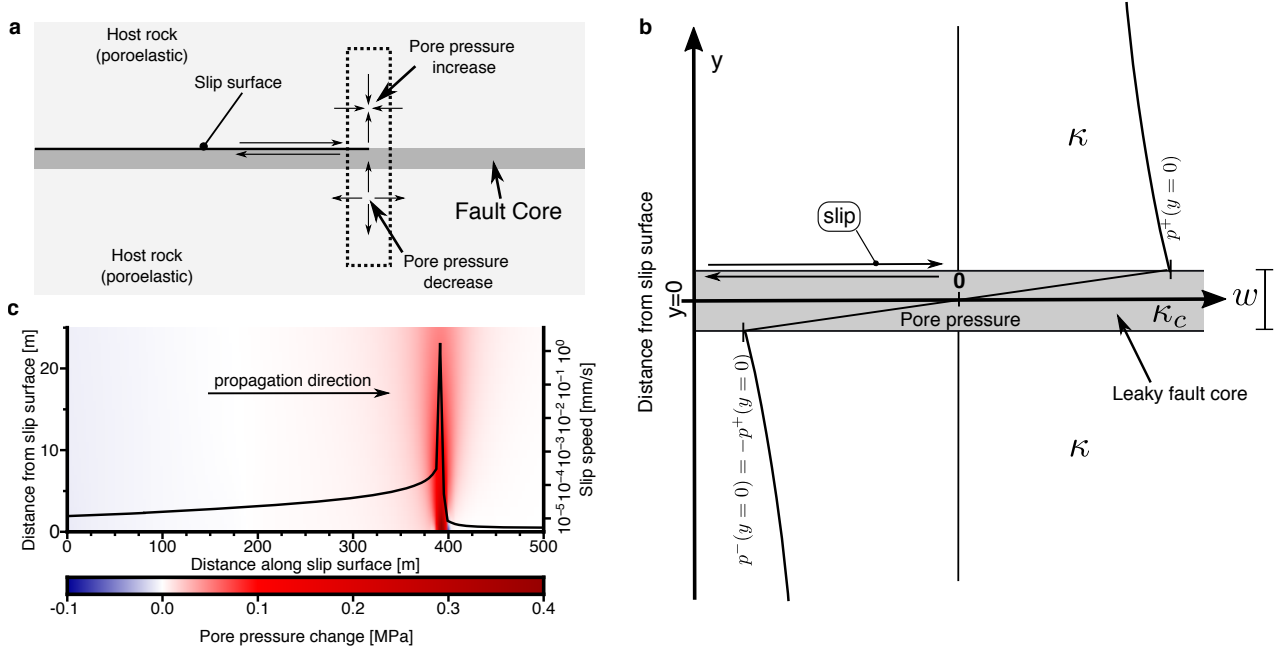 a
Host rock
(poroelastic)
Slip surface
Pore pressure
increase
Fault Core
Host rock
(poroelastic)
Pore pressure
decrease
b
y
Distance from slip surface
y=0
κ
slip
p⁺(y = 0)
0
Pore pressure
κ_c
w
Leaky fault core
p⁻(y = 0) = −p⁺(y = 0)
κ
c
Distance from slip surface [m]
20
10
0
propagation direction
10⁰
10⁻¹
10⁻²
10⁻³
10⁻⁴
10⁻⁵
Slip speed [mm/s]
0 100 200 300 400 500
Distance along slip surface [m]
-0.1 0.0 0.1 0.2 0.3 0.4
Pore pressure change [MPa]